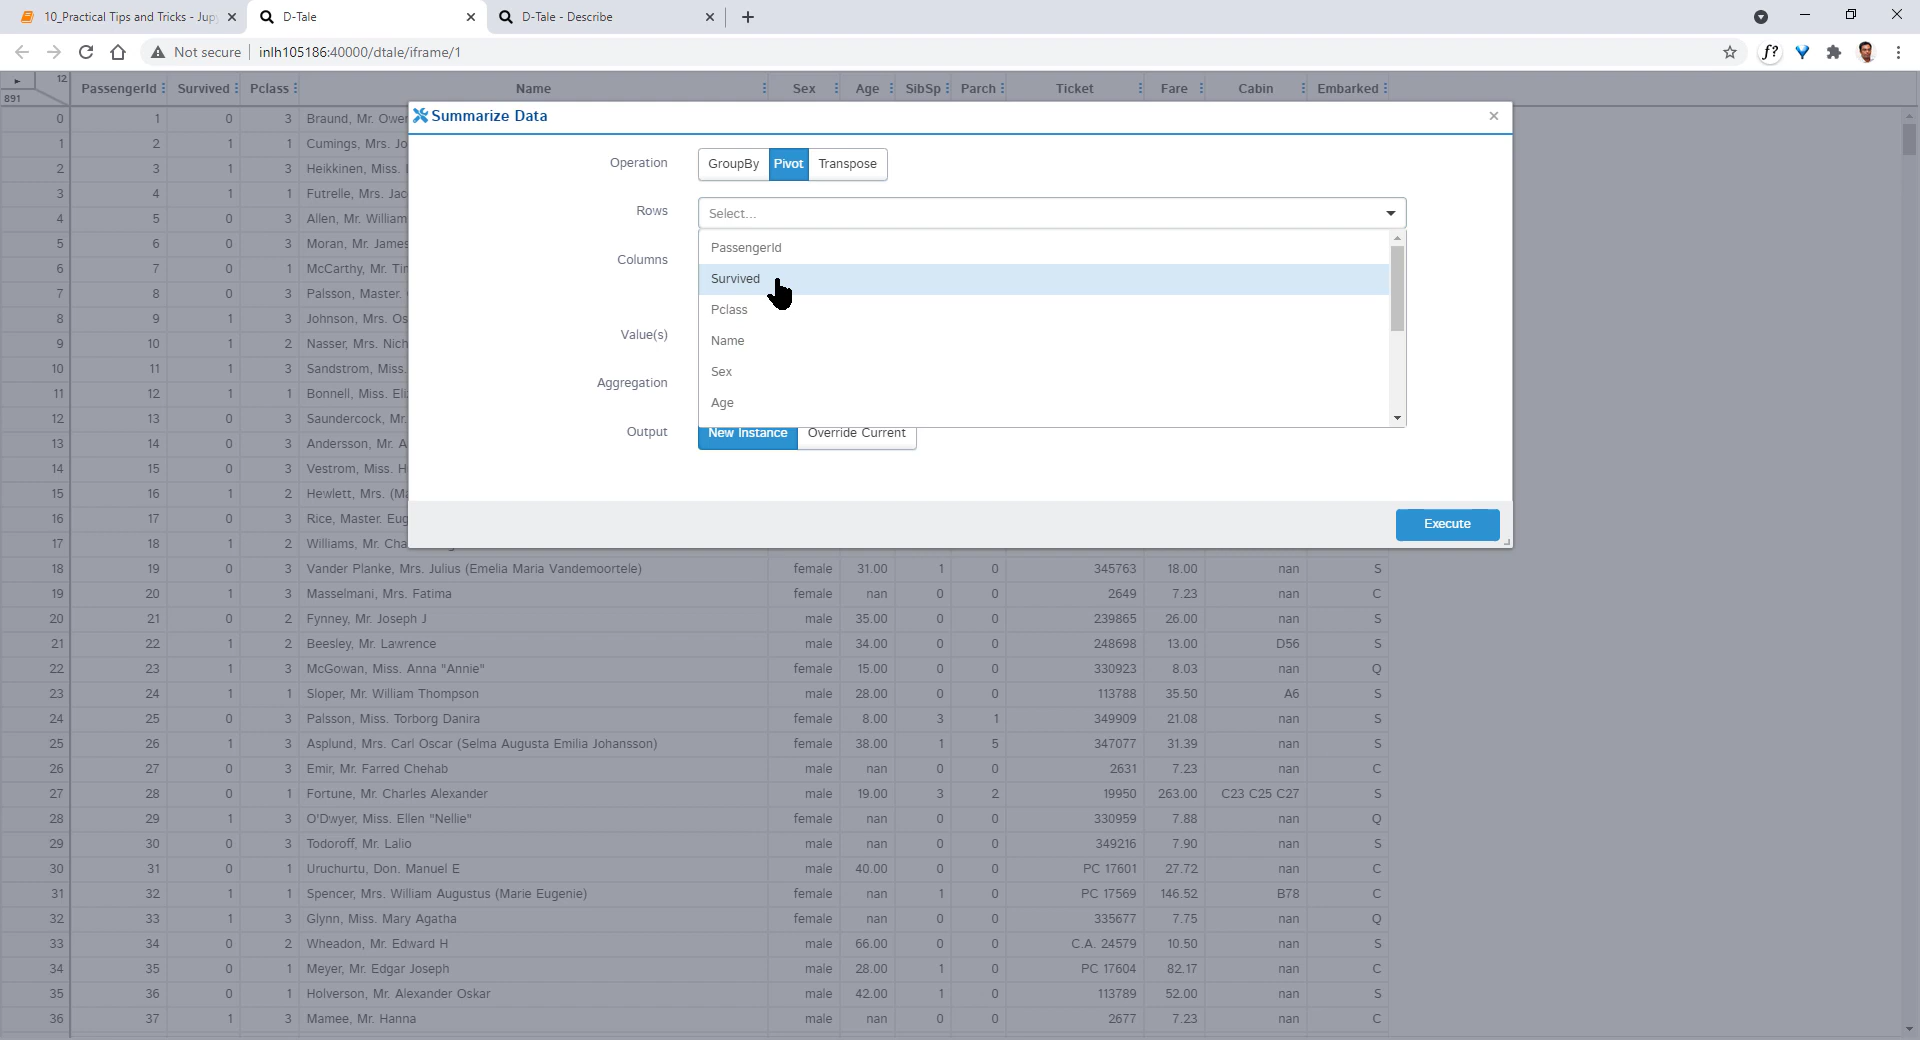 10_Practical Tips and Tricks - Jup
D-Tale
D-Tale - Describe
Not secure
inlh105186:40000/dtale/iframe/1
f?
12
891
PassengerId Survived Pclass Name Sex Age SibSp Parch Ticket Fare Cabin Embarked
Summarize Data
Operation GroupBy Pivot Transpose
Rows Select...
PassengerId
Survived
Pclass
Name
Sex
Age
Columns
Value(s)
Aggregation
Output New Instance Override Current
Execute
0 1 0 3 Braund, Mr. Owe
1 2 1 1 Cumings, Mrs. Jo
2 3 1 3 Heikkinen, Miss.
3 4 1 1 Futrelle, Mrs. Jac
4 5 0 3 Allen, Mr. William
5 6 0 3 Moran, Mr. James
6 7 0 1 McCarthy, Mr. Tim
7 8 0 3 Palsson, Master.
8 9 1 3 Johnson, Mrs. Os
9 10 1 2 Nasser, Mrs. Nich
10 11 1 3 Sandstrom, Miss.
11 12 1 1 Bonnell, Miss. Eli
12 13 0 3 Saundercock, Mr.
13 14 0 3 Andersson, Mr. A
14 15 0 3 Vestrom, Miss. H
15 16 1 2 Hewlett, Mrs. (Ma
16 17 0 3 Rice, Master. Eug
17 18 1 2 Williams, Mr. Cha
18 19 0 3 Vander Planke, Mrs. Julius (Emelia Maria Vandemoortele) female 31.00 1 0 345763 18.00 nan S
19 20 1 3 Masselmani, Mrs. Fatima female nan 0 0 2649 7.23 nan C
20 21 0 2 Fynney, Mr. Joseph J male 35.00 0 0 239865 26.00 nan S
21 22 1 2 Beesley, Mr. Lawrence male 34.00 0 0 248698 13.00 D56 S
22 23 1 3 McGowan, Miss. Anna "Annie" female 15.00 0 0 330923 8.03 nan Q
23 24 1 1 Sloper, Mr. William Thompson male 28.00 0 0 113788 35.50 A6 S
24 25 0 3 Palsson, Miss. Torborg Danira female 8.00 3 1 349909 21.08 nan S
25 26 1 3 Asplund, Mrs. Carl Oscar (Selma Augusta Emilia Johansson) female 38.00 1 5 347077 31.39 nan S
26 27 0 3 Emir, Mr. Farred Chehab male nan 0 0 2631 7.23 nan C
27 28 0 1 Fortune, Mr. Charles Alexander male 19.00 3 2 19950 263.00 C23 C25 C27 S
28 29 1 3 O'Dwyer, Miss. Ellen "Nellie" female nan 0 0 330959 7.88 nan Q
29 30 0 3 Todoroff, Mr. Lalio male nan 0 0 349216 7.90 nan S
30 31 0 1 Uruchurtu, Don. Manuel E male 40.00 0 0 PC 17601 27.72 nan C
31 32 1 1 Spencer, Mrs. William Augustus (Marie Eugenie) female nan 1 0 PC 17569 146.52 B78 C
32 33 1 3 Glynn, Miss. Mary Agatha female nan 0 0 335677 7.75 nan Q
33 34 0 2 Wheadon, Mr. Edward H male 66.00 0 0 C.A. 24579 10.50 nan S
34 35 0 1 Meyer, Mr. Edgar Joseph male 28.00 1 0 PC 17604 82.17 nan C
35 36 0 1 Holverson, Mr. Alexander Oskar male 42.00 1 0 113789 52.00 nan S
36 37 1 3 Mamee, Mr. Hanna male nan 0 0 2677 7.23 nan C